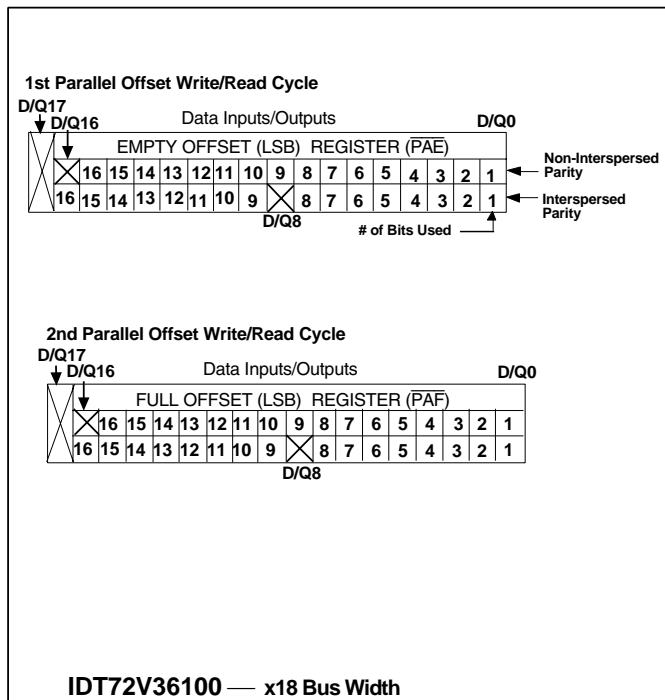 1st Parallel Offset Write/Read Cycle
D/Q17
D/Q16 Data Inputs/Outputs D/Q0
EMPTY OFFSET (LSB) REGISTER (PAE)
16 15 14 13 12 11 10 9 8 7 6 5 4 3 2 1
Non-Interspersed
Parity
16 15 14 13 12 11 10 9 8 7 6 5 4 3 2 1
Interspersed
Parity
D/Q8
# of Bits Used
2nd Parallel Offset Write/Read Cycle
D/Q17
D/Q16 Data Inputs/Outputs D/Q0
FULL OFFSET (LSB) REGISTER (PAF)
16 15 14 13 12 11 10 9 8 7 6 5 4 3 2 1
16 15 14 13 12 11 10 9 8 7 6 5 4 3 2 1
D/Q8
IDT72V36100 — x18 Bus Width